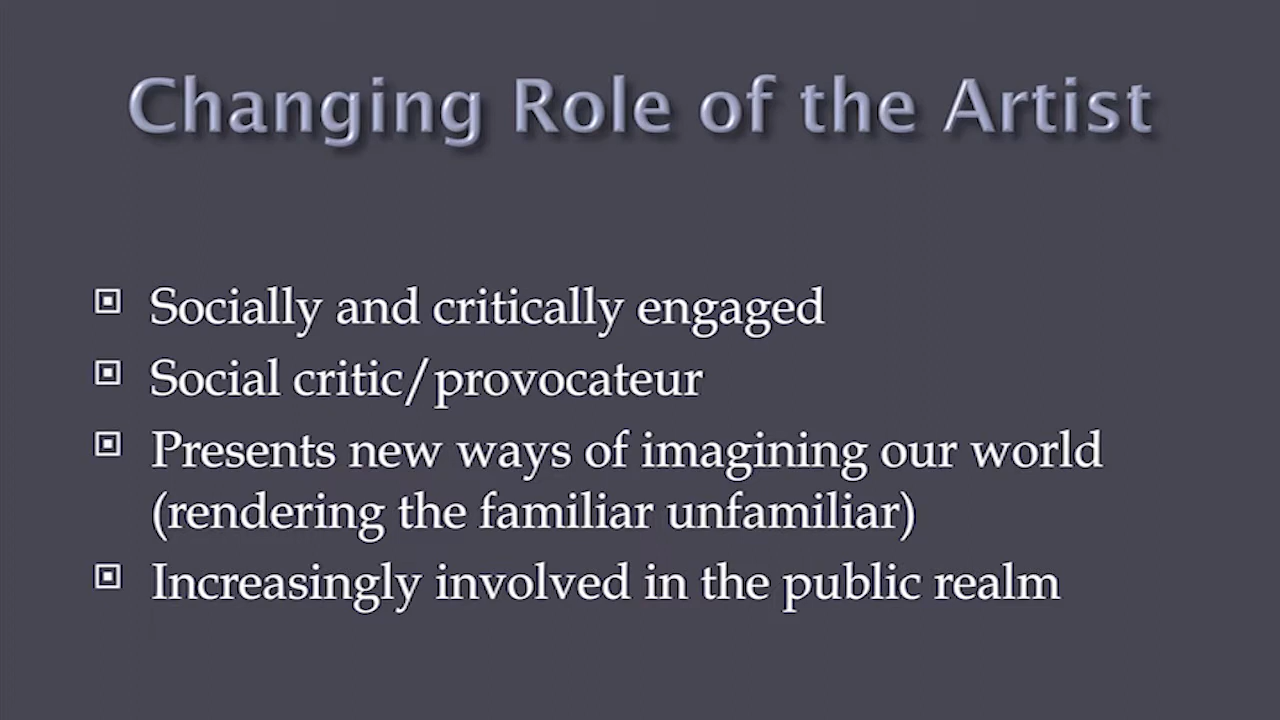 Changing Role of the Artist
Socially and critically engaged
Social critic/provocateur
Presents new ways of imagining our world
(rendering the familiar unfamiliar)
Increasingly involved in the public realm